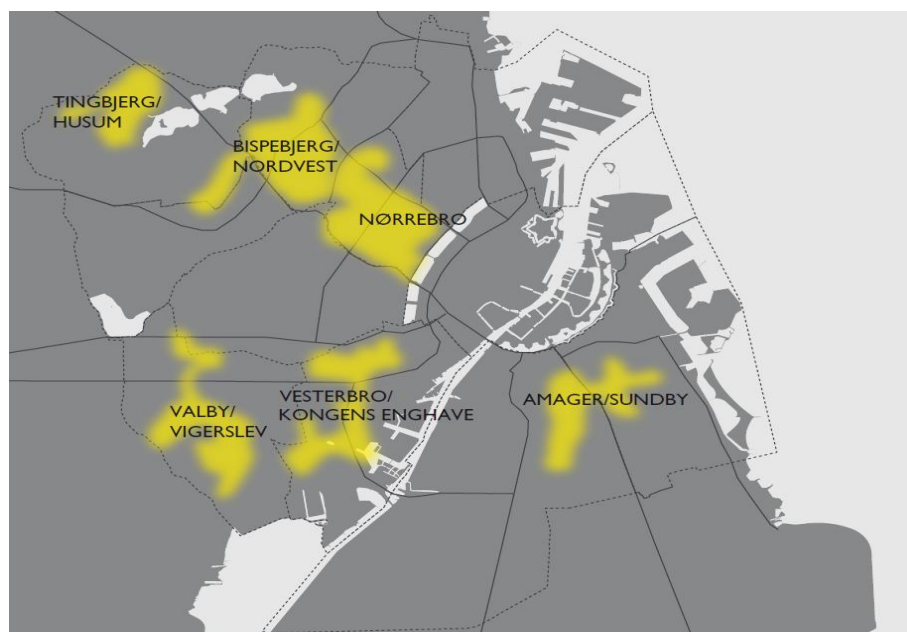 TINGBJERG/
HUSUM
BISPEBJERG/
NORDVEST
NØRREBRO
VESTERBRO/
KONGENS ENGHAVE
VALBY/
VIGERSLEV
AMAGER/SUNDBY